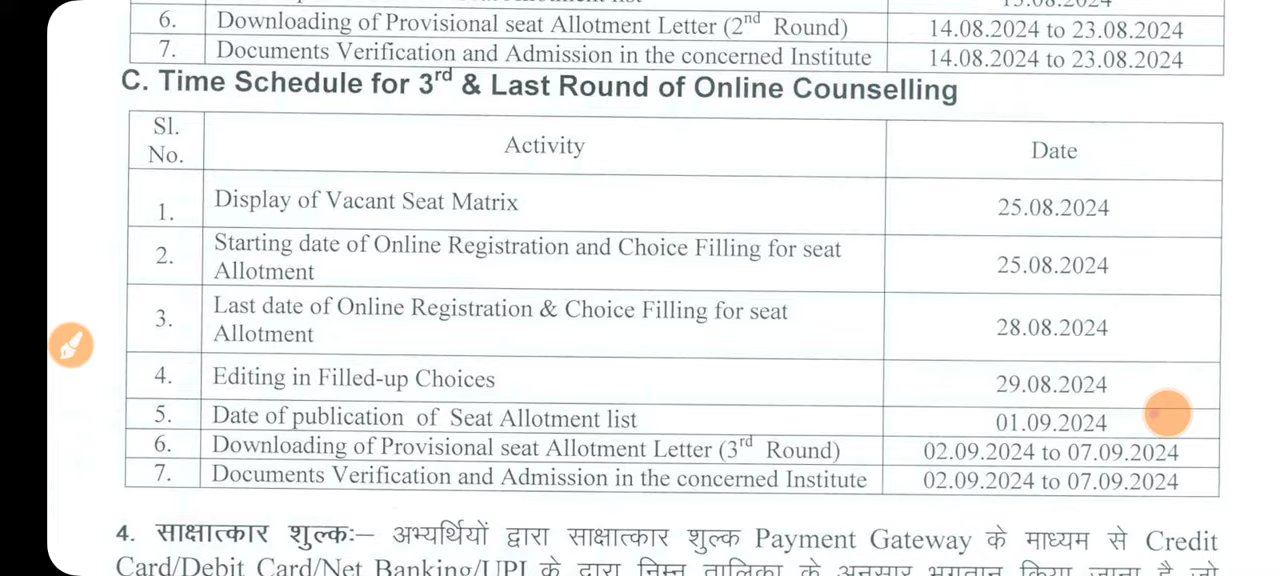 13.08.2024
6. Downloading of Provisional seat Allotment Letter (2nd Round) 14.08.2024 to 23.08.2024
7. Documents Verification and Admission in the concerned Institute 14.08.2024 to 23.08.2024
C. Time Schedule for 3rd & Last Round of Online Counselling
Sl. No. Activity Date
1. Display of Vacant Seat Matrix 25.08.2024
2. Starting date of Online Registration and Choice Filling for seat
Allotment 25.08.2024
3. Last date of Online Registration & Choice Filling for seat
Allotment 28.08.2024
4. Editing in Filled-up Choices 29.08.2024
5. Date of publication of Seat Allotment list 01.09.2024
6. Downloading of Provisional seat Allotment Letter (3rd Round) 02.09.2024 to 07.09.2024
7. Documents Verification and Admission in the concerned Institute 02.09.2024 to 07.09.2024
4. साक्षात्कार शुल्कः– अभ्यर्थियों द्वारा साक्षात्कार शुल्क Payment Gateway के माध्यम से Credit
Card/Debit Card/Net Banking/UPI के द्वारा निम्न तालिका के अनुसार भुगतान किया जाना है जो